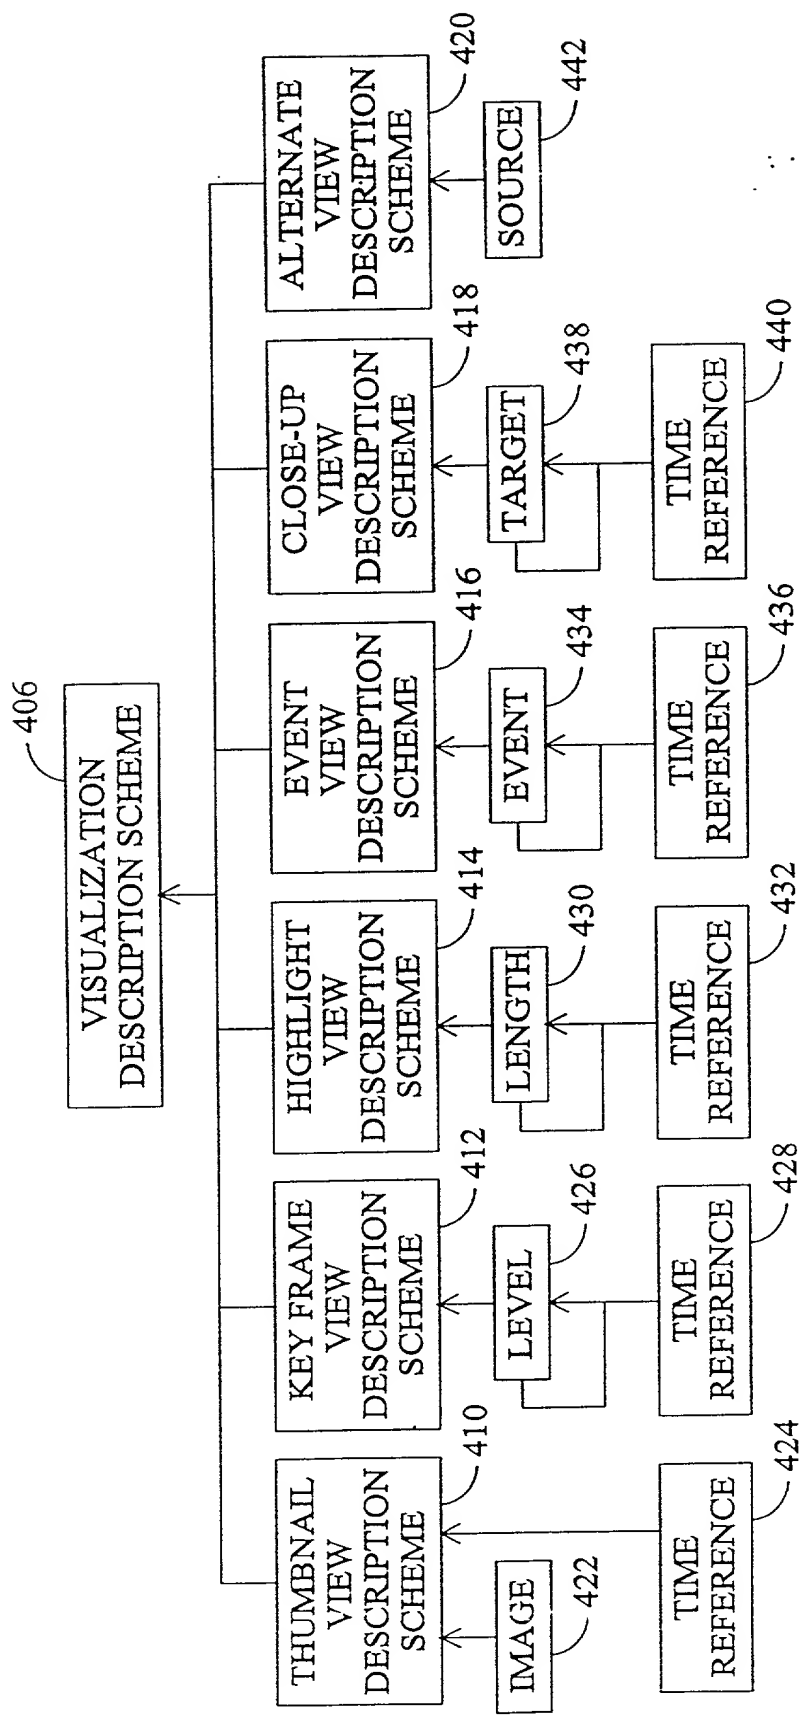 406
VISUALIZATION
DESCRIPTION SCHEME
THUMBNAIL
VIEW
DESCRIPTION
SCHEME
410
KEY FRAME
VIEW
DESCRIPTION
SCHEME
412
HIGHLIGHT
VIEW
DESCRIPTION
SCHEME
414
EVENT
VIEW
DESCRIPTION
SCHEME
416
CLOSE-UP
VIEW
DESCRIPTION
SCHEME
418
ALTERNATE
VIEW
DESCRIPTION
SCHEME
420
IMAGE
422
LEVEL
426
LENGTH
430
EVENT
434
TARGET
438
SOURCE
442
TIME
REFERENCE
424
TIME
REFERENCE
428
TIME
REFERENCE
432
TIME
REFERENCE
436
TIME
REFERENCE
440